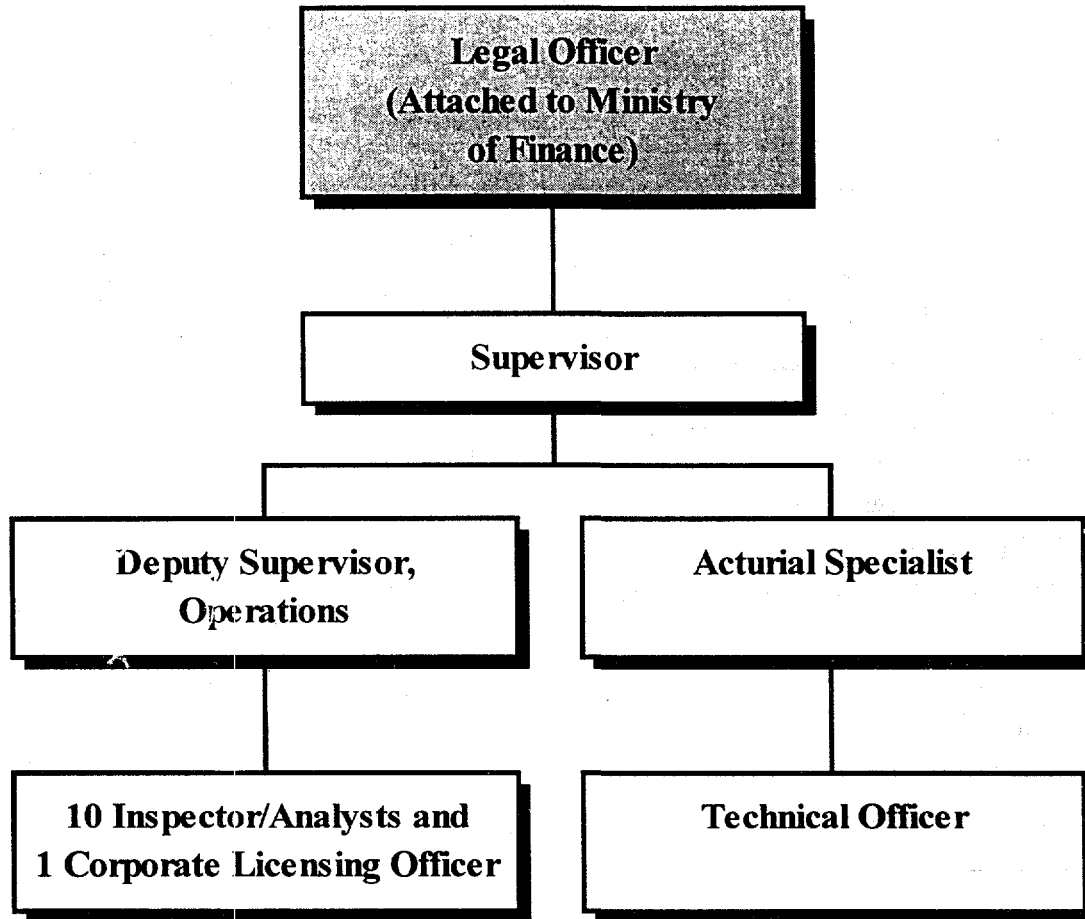 Legal Officer
(Attached to Ministry
of Finance)
Supervisor
Deputy Supervisor,
Operations
Acturial Specialist
10 Inspector/Analysts and
1 Corporate Licensing Officer
Technical Officer